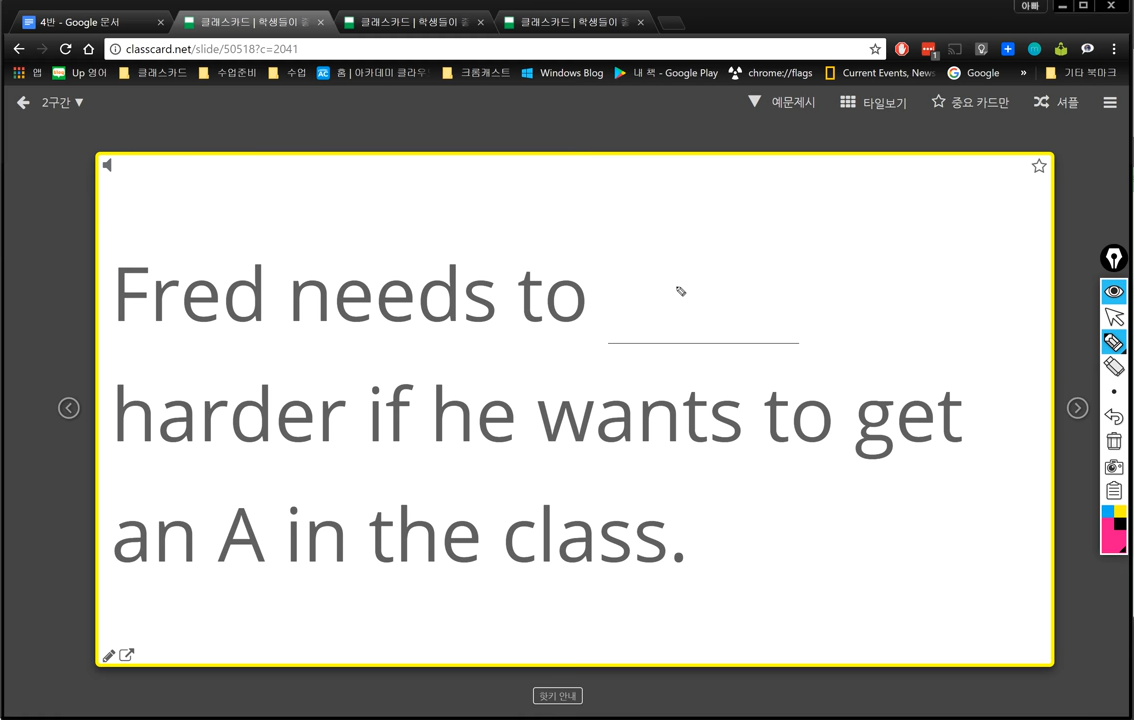 아빠
4반 - Google 문서
클래스카드 | 학생들이 좋
클래스카드 | 학생들이 좋
클래스카드 | 학생들이 좋
classcard.net/slide/50518?c=2041
1
앱 Up 영어 클래스카드 수업준비 수업 홈 | 아카데미 클라우 크롬캐스트 Windows Blog 내 책 - Google Play chrome://flags Current Events, News Google » 기타 북마크
2구간 ▼ 예문제시 타일보기 중요 카드만 셔플
Fred needs to ________
harder if he wants to get
an A in the class.
핫키 안내